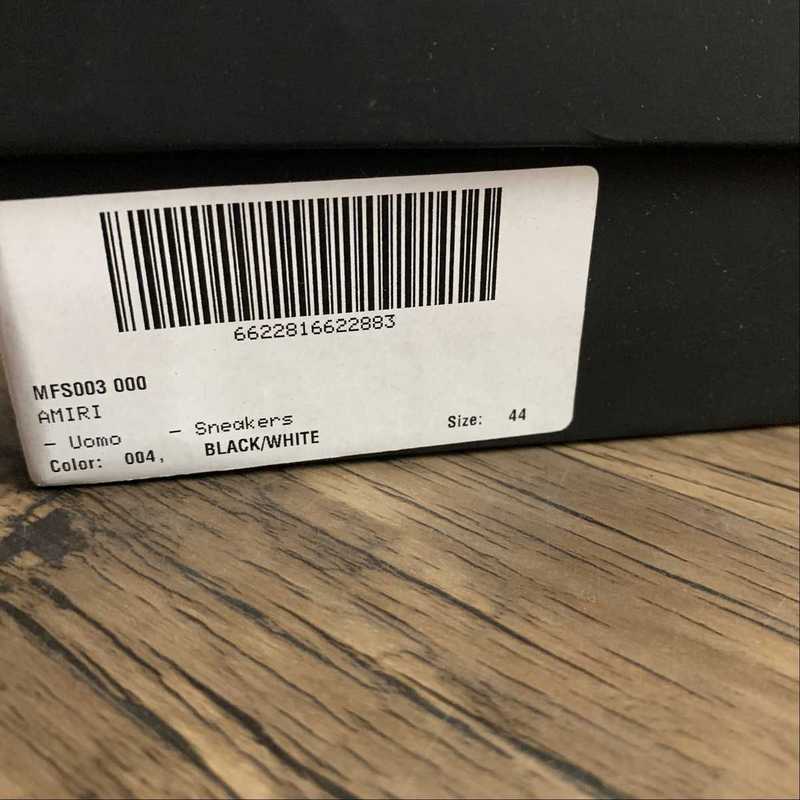 6622816622883
MFS003 000
AMIRI
– Uomo – Sneakers
Color: 004, BLACK/WHITE Size: 44